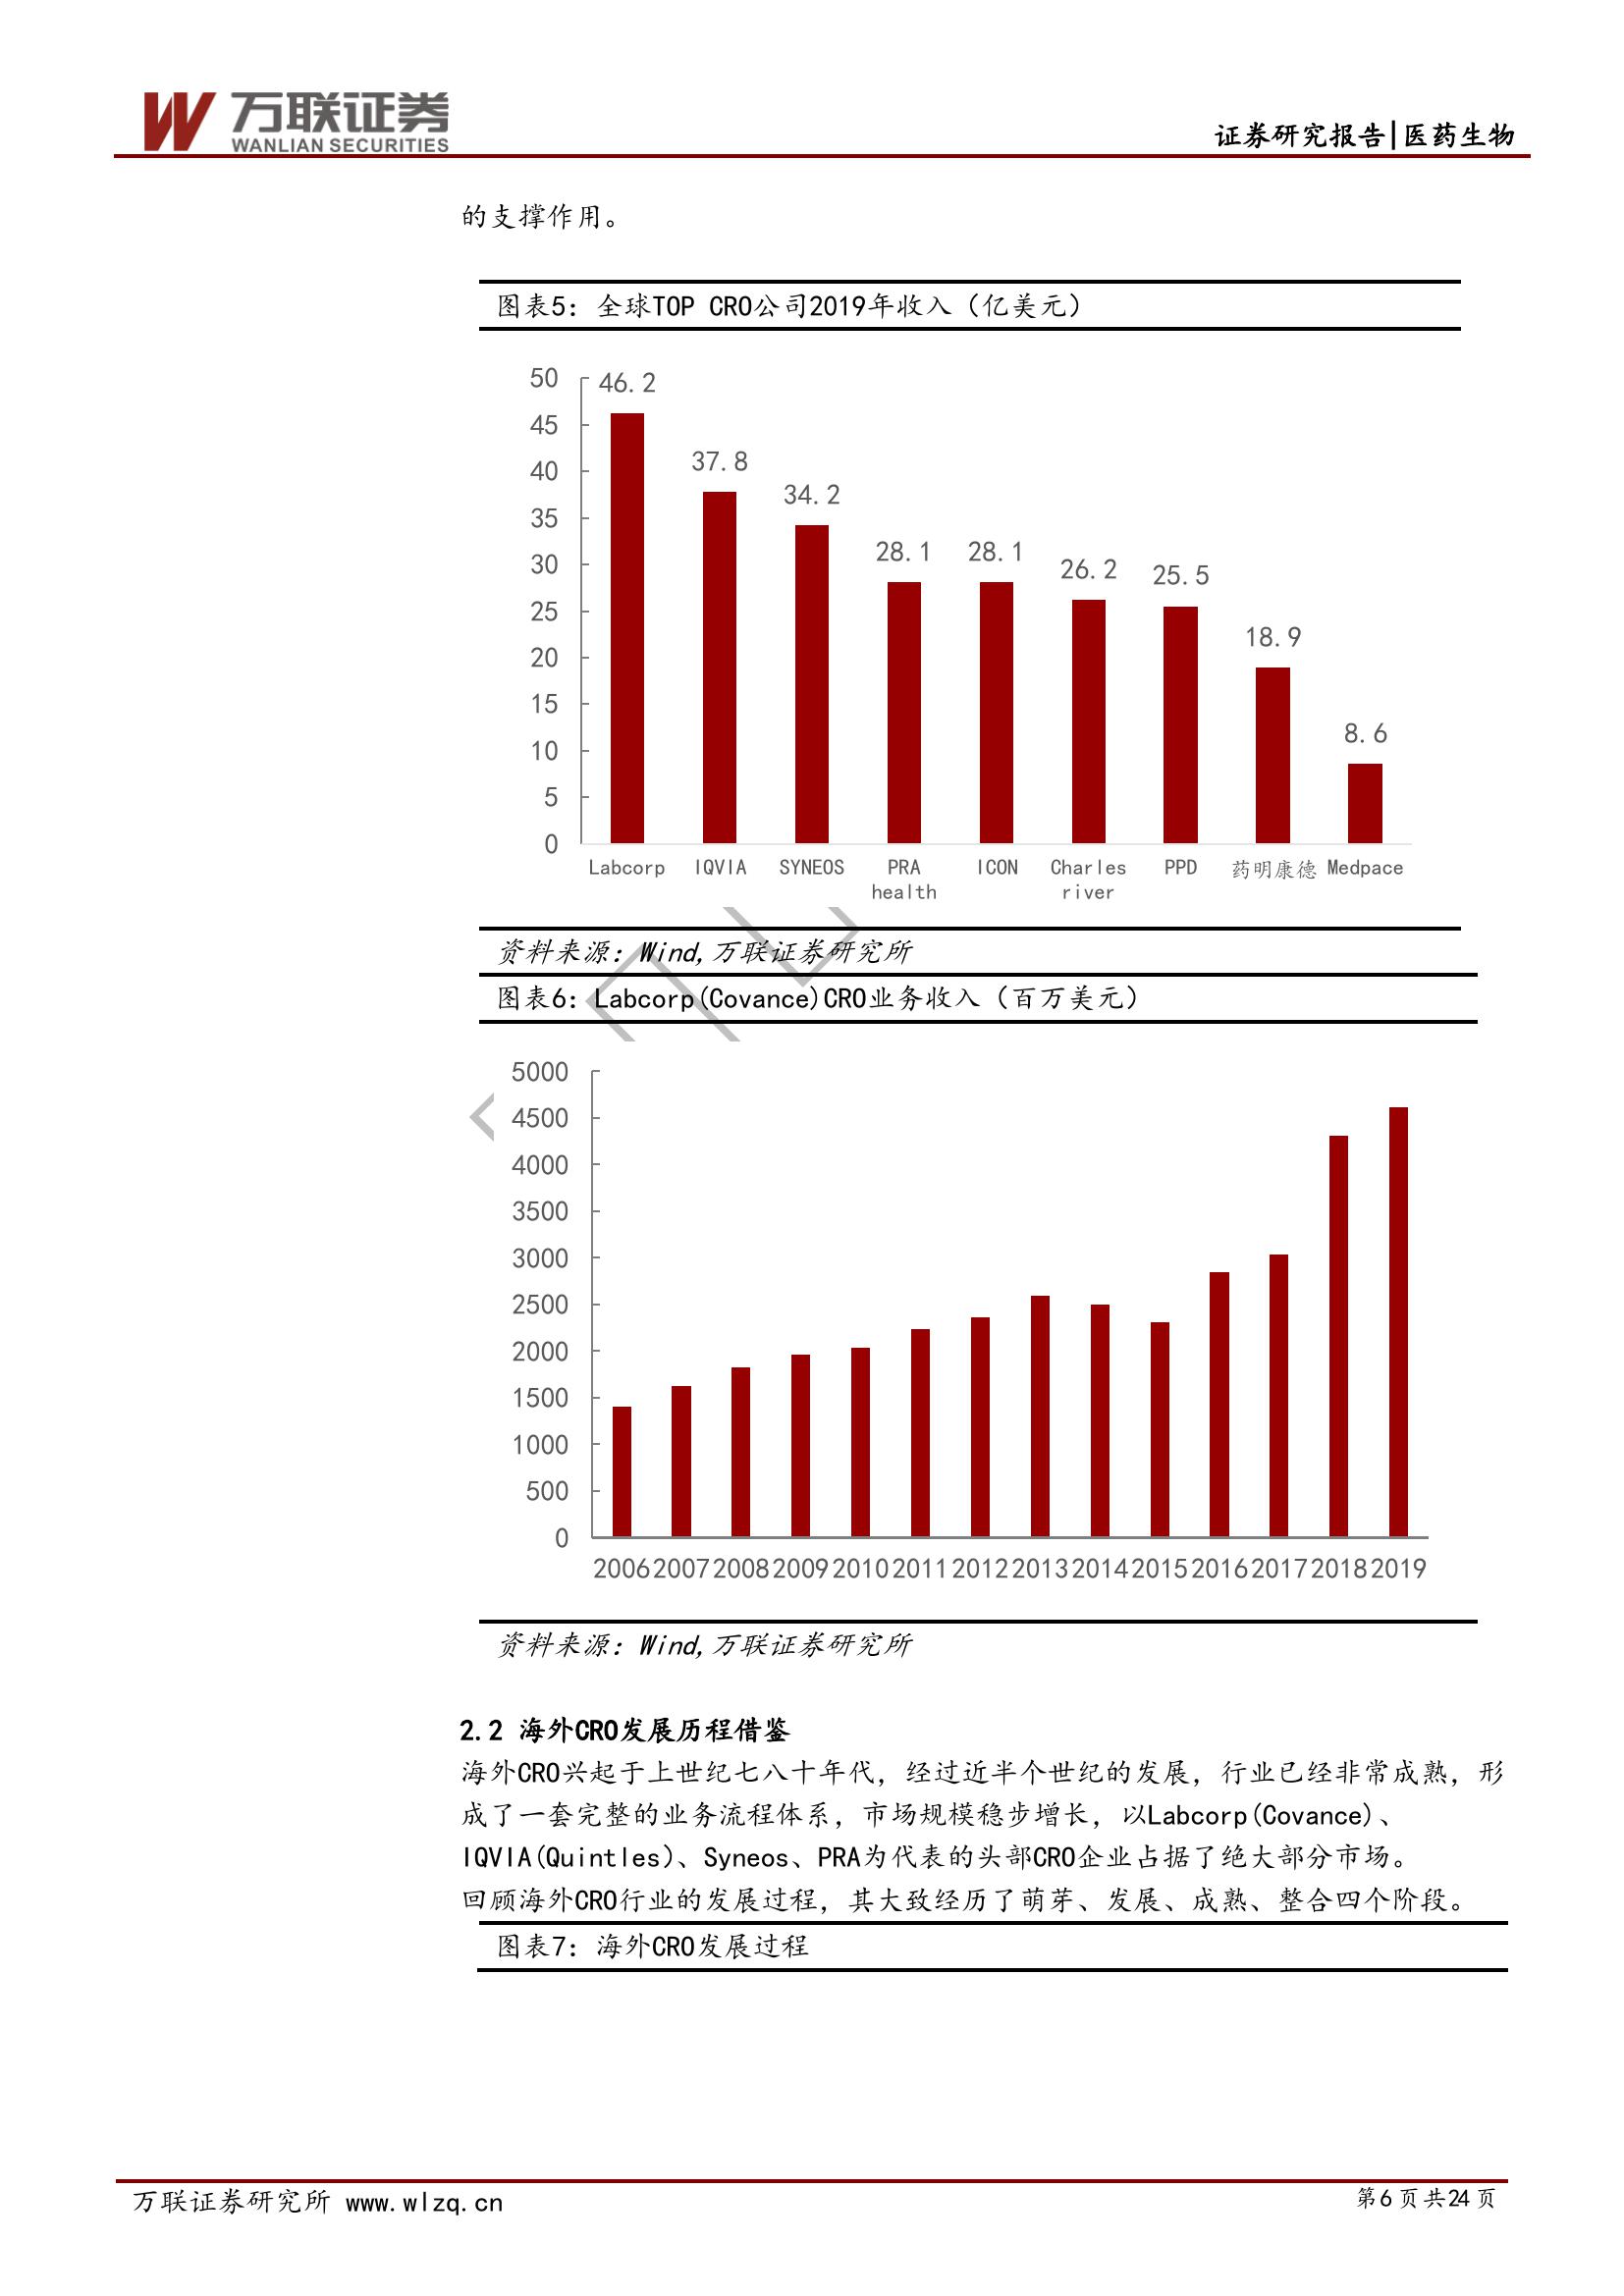 万联证券
WANLIAN SECURITIES
证券研究报告|医药生物
的支撑作用。
图表5：全球TOP CRO公司2019年收入（亿美元）
50
45
40
35
30
25
20
15
10
5
0
46.2
37.8
34.2
28.1
28.1
26.2
25.5
18.9
8.6
Labcorp
IQVIA
SYNEOS
PRA health
ICON
Charles river
PPD
药明康德
Medpace
资料来源：Wind,万联证券研究所
图表6：Labcorp(Covance)CRO业务收入（百万美元）
5000
4500
4000
3500
3000
2500
2000
1500
1000
500
0
2006 2007 2008 2009 2010 2011 2012 2013 2014 2015 2016 2017 2018 2019
资料来源：Wind,万联证券研究所
2.2 海外CRO发展历程借鉴
海外CRO兴起于上世纪七八十年代，经过近半个世纪的发展，行业已经非常成熟，形
成了一套完整的业务流程体系，市场规模稳步增长，以Labcorp(Covance)、
IQVIA(Quintles)、Syneos、PRA为代表的头部CRO企业占据了绝大部分市场。
回顾海外CRO行业的发展过程，其大致经历了萌芽、发展、成熟、整合四个阶段。
图表7：海外CRO发展过程
万联证券研究所 www.wlzq.cn
第6页共24页